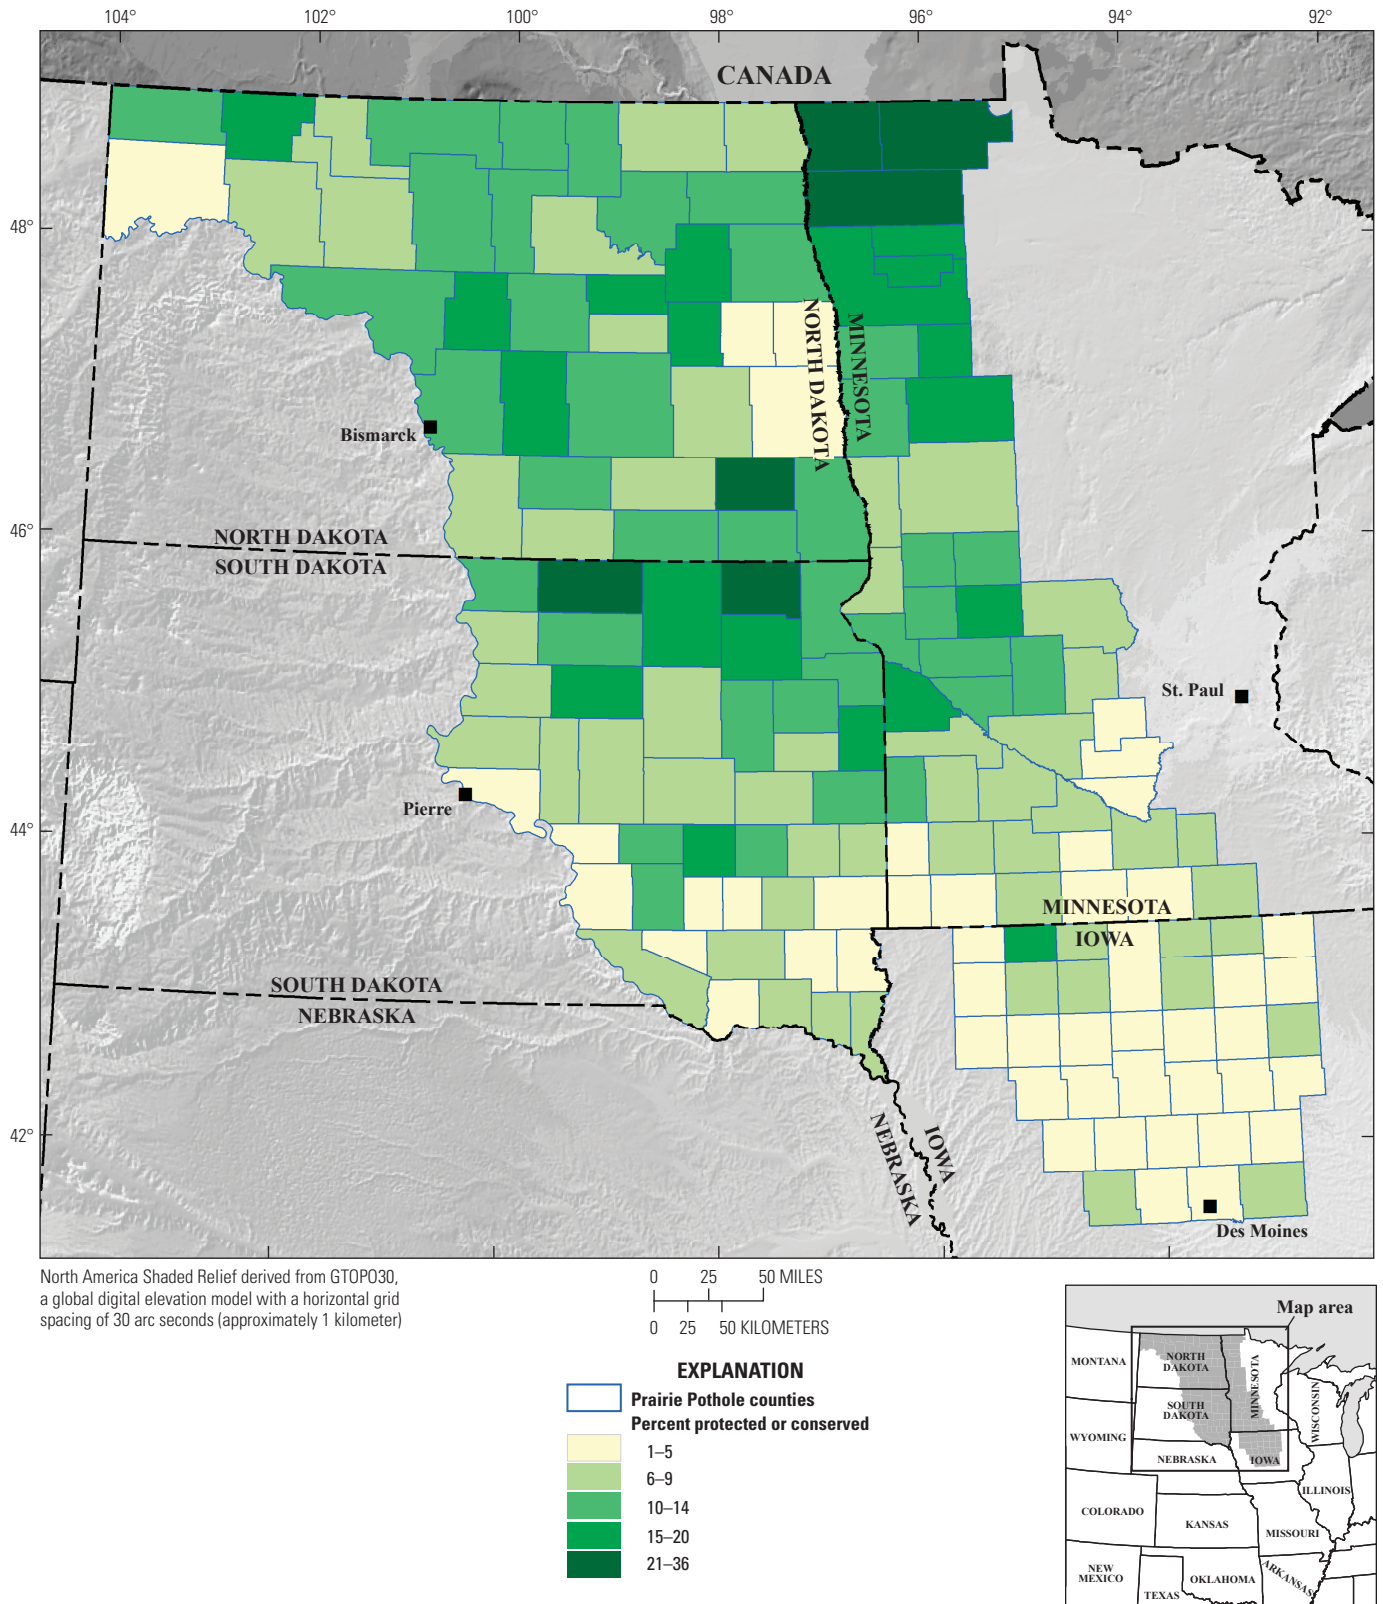 104° 102° 100° 98° 96° 94° 92°
CANADA
48°
NORTH DAKOTA
MINNESOTA
Bismarck
46°
NORTH DAKOTA
SOUTH DAKOTA
St. Paul
Pierre
44°
MINNESOTA
IOWA
SOUTH DAKOTA
NEBRASKA
42°
IOWA
NEBRASKA
Des Moines
North America Shaded Relief derived from GTOPO30,
a global digital elevation model with a horizontal grid
spacing of 30 arc seconds (approximately 1 kilometer)
0 25 50 MILES
0 25 50 KILOMETERS
EXPLANATION
Prairie Pothole counties
Percent protected or conserved
1–5
6–9
10–14
15–20
21–36
Map area
MONTANA
NORTH
DAKOTA
MINNESOTA
SOUTH
DAKOTA
WISCONSIN
WYOMING
NEBRASKA
IOWA
ILLINOIS
COLORADO
KANSAS
MISSOURI
NEW
MEXICO
OKLAHOMA
ARKANSAS
TEXAS